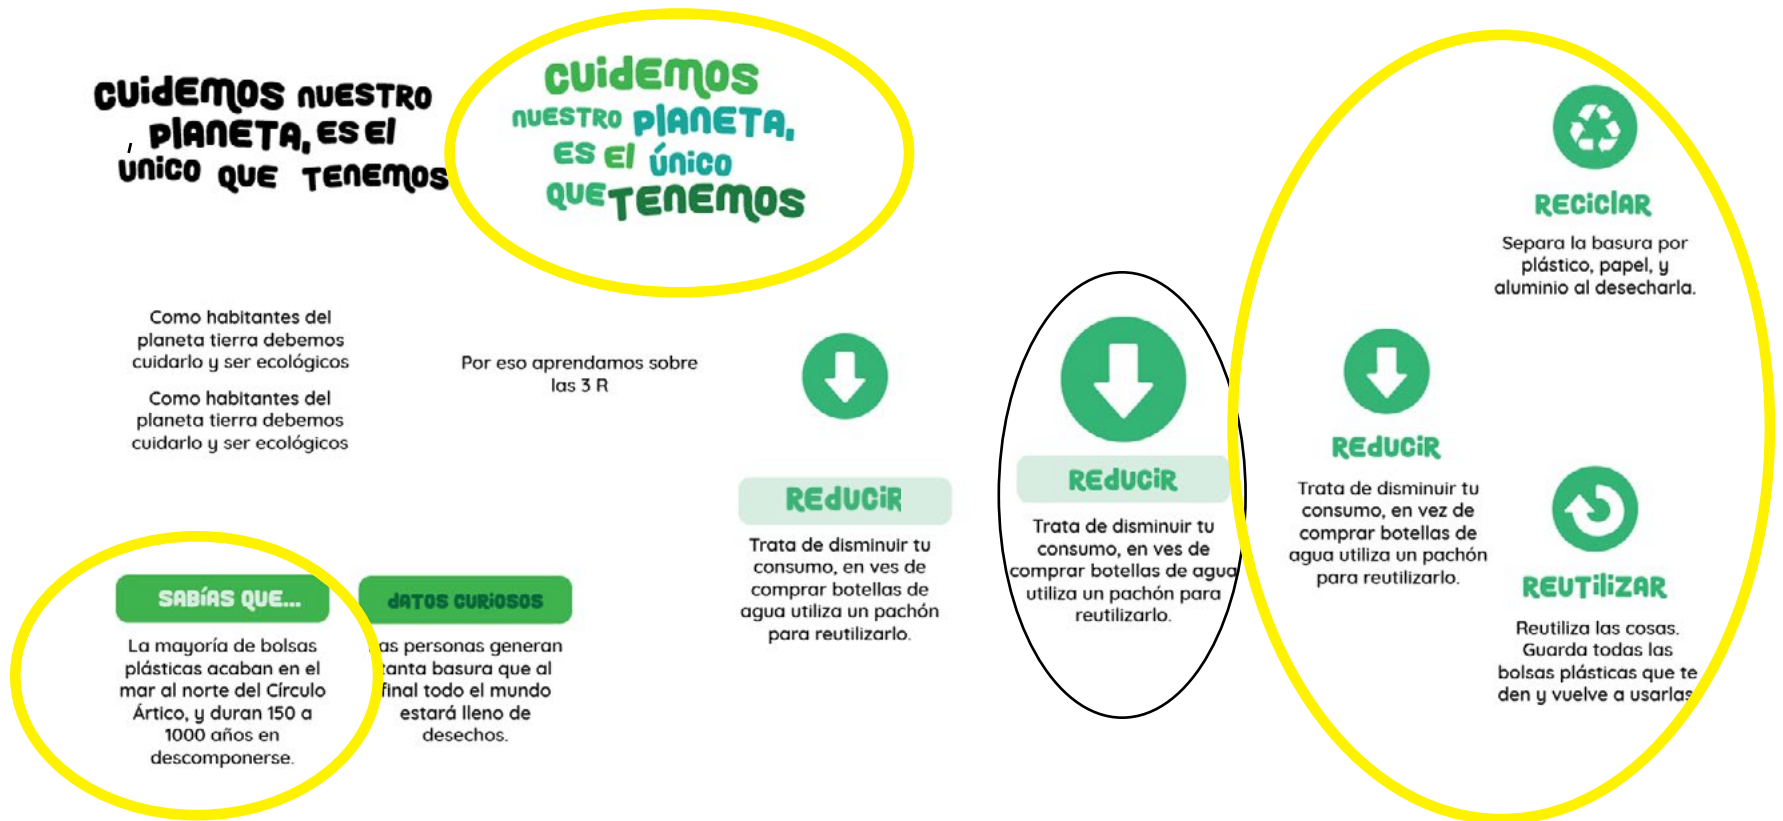 CUIDEMOS NUESTRO
PLANETA, ES EL
ÚNICO QUE TENEMOS
CUIDEMOS
NUESTRO PLANETA,
ES EL ÚNICO
QUE TENEMOS
Como habitantes del
planeta tierra debemos
cuidarlo y ser ecológicos
Como habitantes del
planeta tierra debemos
cuidarlo y ser ecológicos
Por eso aprendamos sobre
las 3 R
SABÍAS QUE...
La mayoría de bolsas
plásticas acaban en el
mar al norte del Círculo
Ártico, y duran 150 a
1000 años en
descomponerse.
DATOS CURIOSOS
as personas generan
tanta basura que al
final todo el mundo
estará lleno de
desechos.
REDUCIR
Trata de disminuir tu
consumo, en ves de
comprar botellas de
agua utiliza un pachón
para reutilizarlo.
REDUCIR
Trata de disminuir tu
consumo, en ves de
comprar botellas de agua
utiliza un pachón para
reutilizarlo.
REDUCIR
Trata de disminuir tu
consumo, en vez de
comprar botellas de
agua utiliza un pachón
para reutilizarlo.
RECICLAR
Separa la basura por
plástico, papel, y
aluminio al desecharla.
REUTILIZAR
Reutiliza las cosas.
Guarda todas las
bolsas plásticas que te
den y vuelve a usarlas